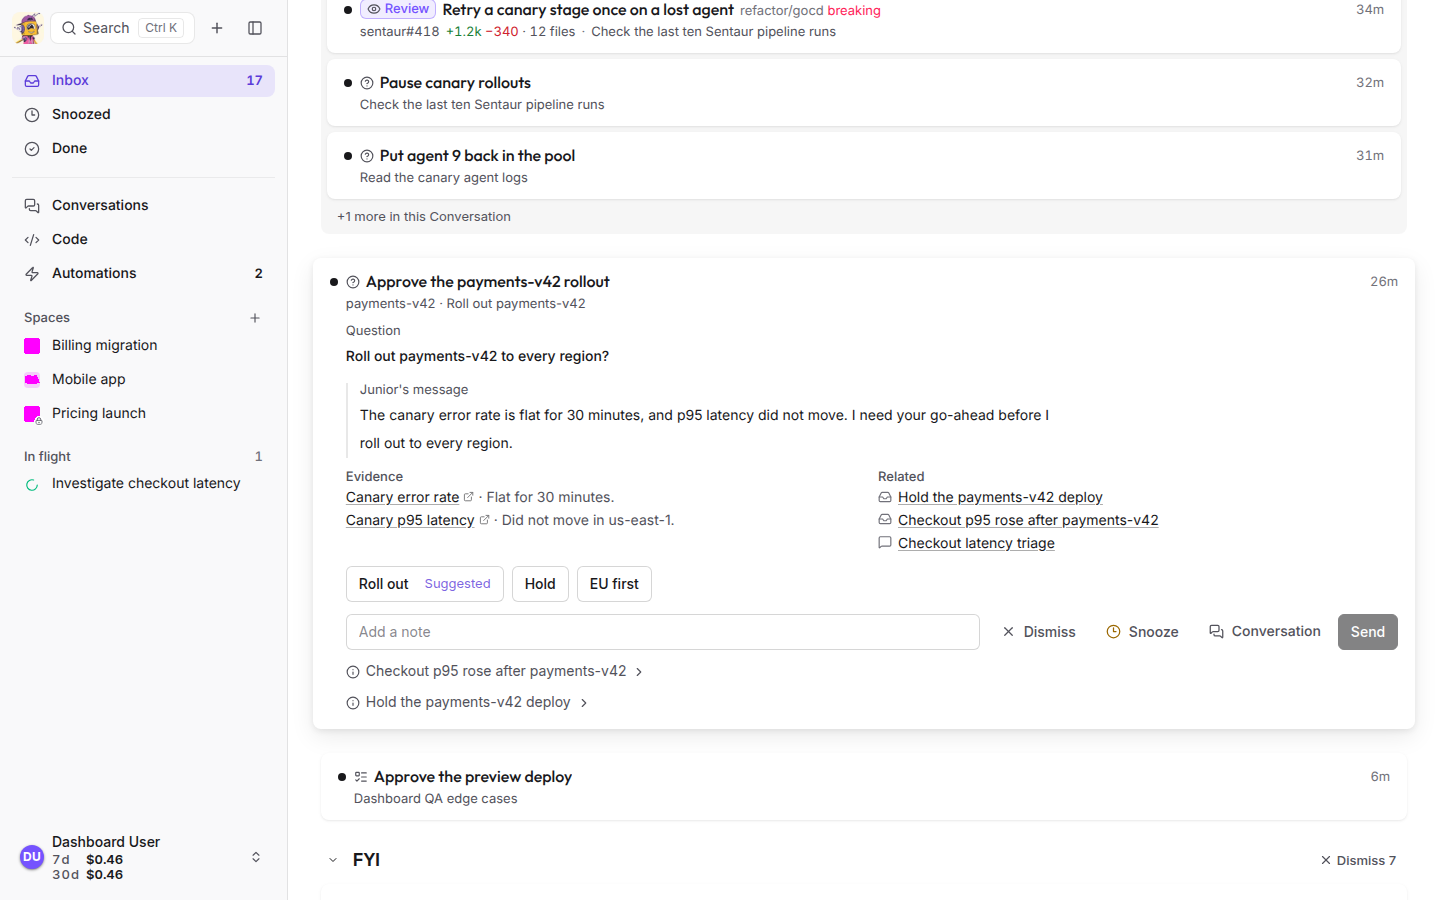 Search Ctrl K
Inbox 17
Snoozed
Done
Conversations
Code
Automations 2
Spaces
Billing migration
Mobile app
Pricing launch
In flight 1
Investigate checkout latency
DU Dashboard User
7d $0.46
30d $0.46
Review Retry a canary stage once on a lost agent refactor/gocd breaking 34m
sentaur#418 +1.2k −340 · 12 files · Check the last ten Sentaur pipeline runs
Pause canary rollouts 32m
Check the last ten Sentaur pipeline runs
Put agent 9 back in the pool 31m
Read the canary agent logs
+1 more in this Conversation
Approve the payments-v42 rollout 26m
payments-v42 · Roll out payments-v42
Question
Roll out payments-v42 to every region?
Junior's message
The canary error rate is flat for 30 minutes, and p95 latency did not move. I need your go-ahead before I
roll out to every region.
Evidence
Canary error rate · Flat for 30 minutes.
Canary p95 latency · Did not move in us-east-1.
Related
Hold the payments-v42 deploy
Checkout p95 rose after payments-v42
Checkout latency triage
Roll out Suggested Hold EU first
Add a note Dismiss Snooze Conversation Send
Checkout p95 rose after payments-v42
Hold the payments-v42 deploy
Approve the preview deploy 6m
Dashboard QA edge cases
FYI Dismiss 7